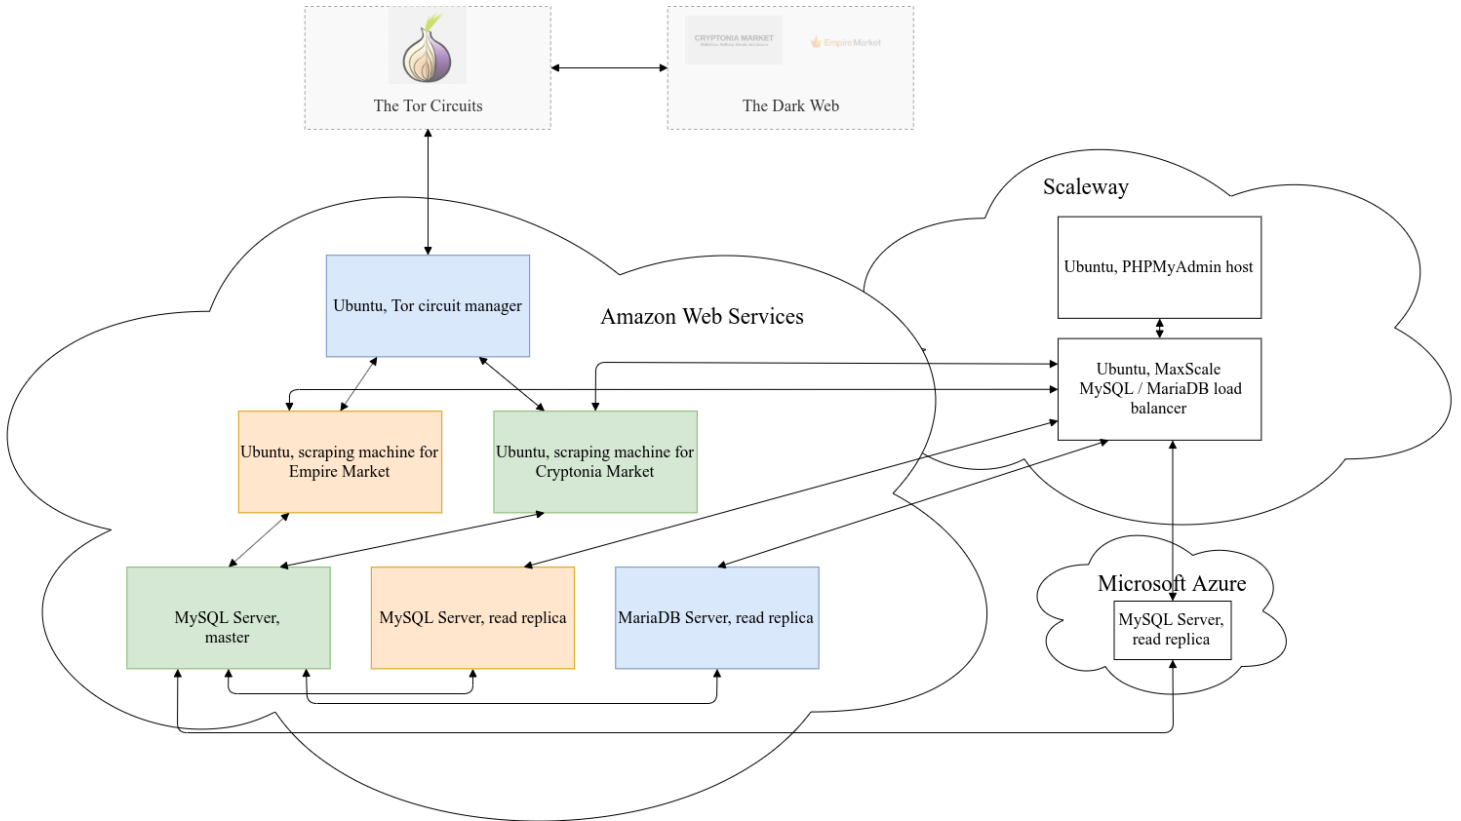 CRYPTONIA MARKET
EmpireMarket
The Tor Circuits
The Dark Web
Scaleway
Ubuntu, PHPMyAdmin host
Ubuntu, Tor circuit manager
Amazon Web Services
Ubuntu, MaxScale
MySQL / MariaDB load
balancer
Ubuntu, scraping machine for
Empire Market
Ubuntu, scraping machine for
Cryptonia Market
Microsoft Azure
MySQL Server,
master
MySQL Server, read replica
MariaDB Server, read replica
MySQL Server,
read replica